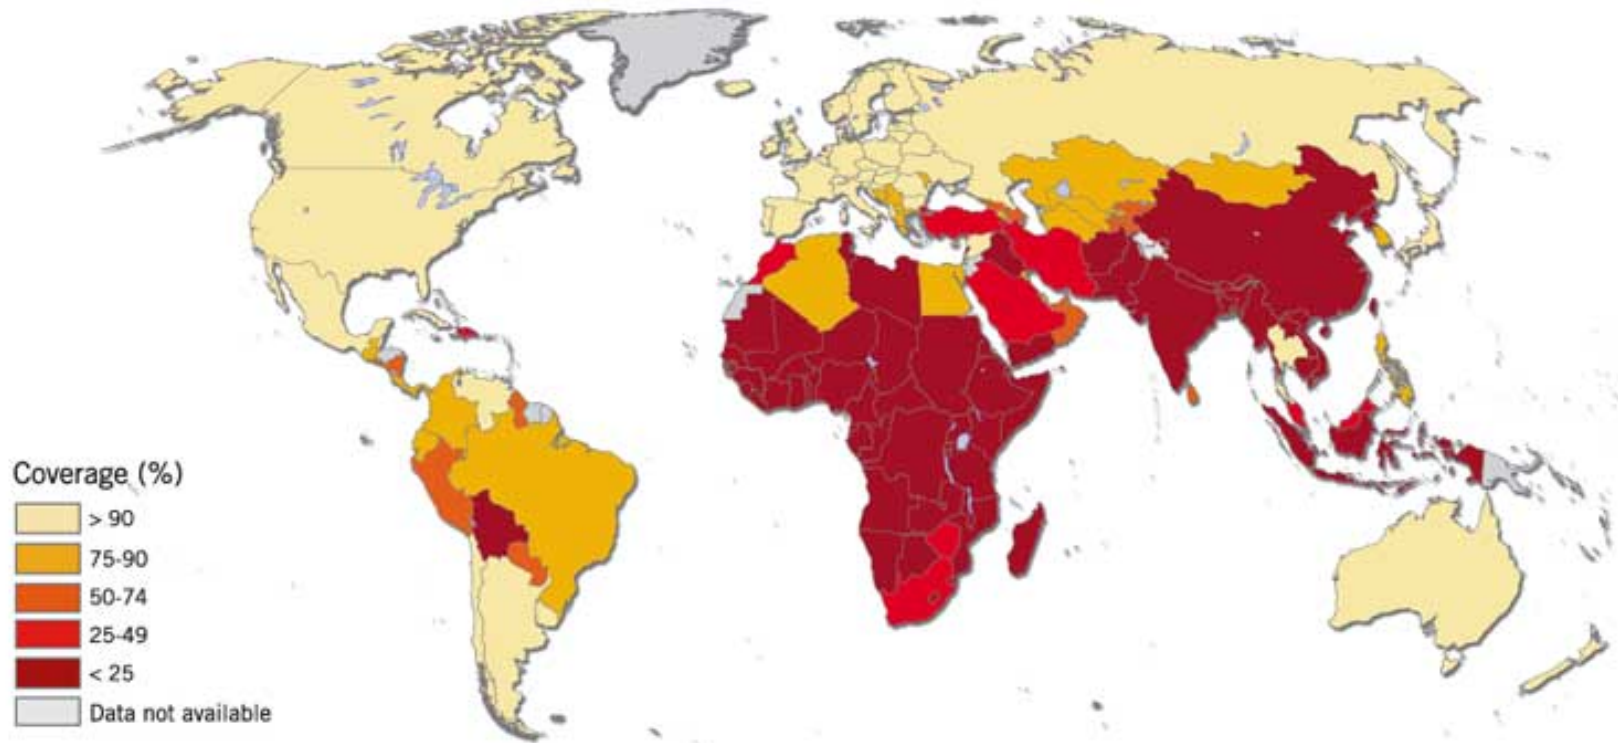 Coverage (%)
> 90
75-90
50-74
25-49
< 25
Data not available